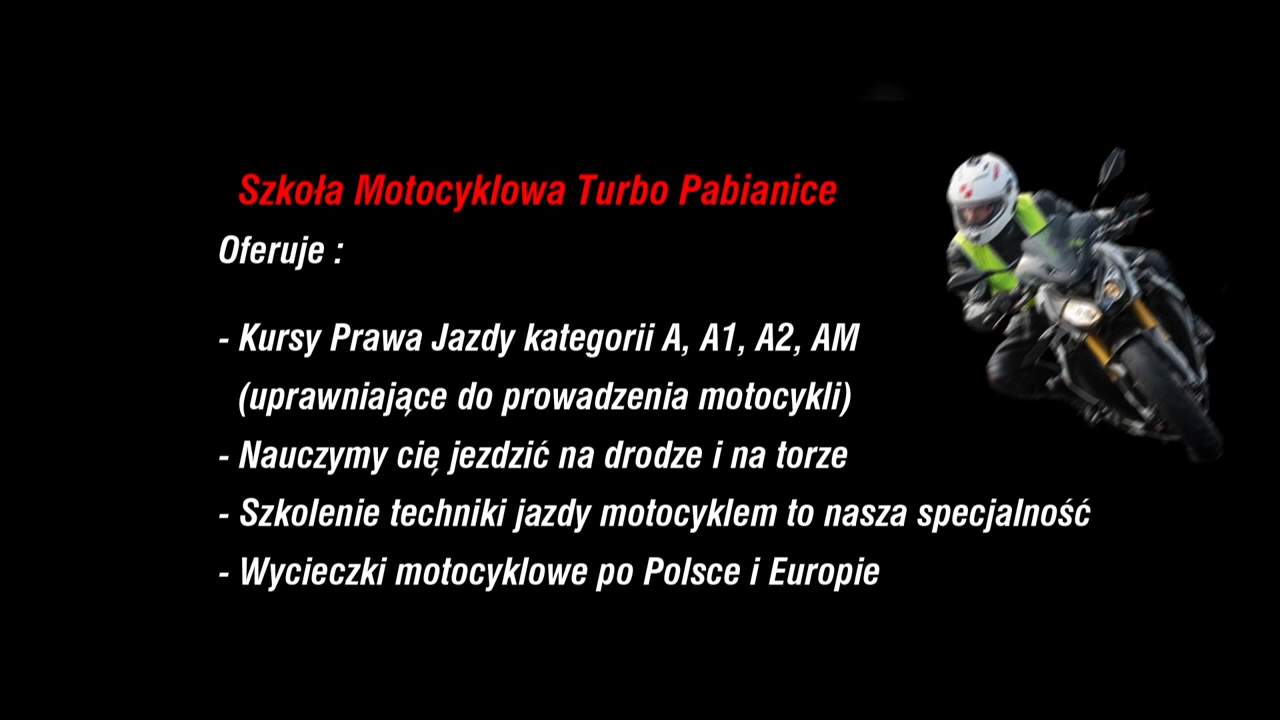 Szkoła Motocyklowa Turbo Pabianice
Oferuje :
- Kursy Prawa Jazdy kategorii A, A1, A2, AM
(uprawniające do prowadzenia motocykli)
- Nauczymy cię jezdzić na drodze i na torze
- Szkolenie techniki jazdy motocyklem to nasza specjalność
- Wycieczki motocyklowe po Polsce i Europie